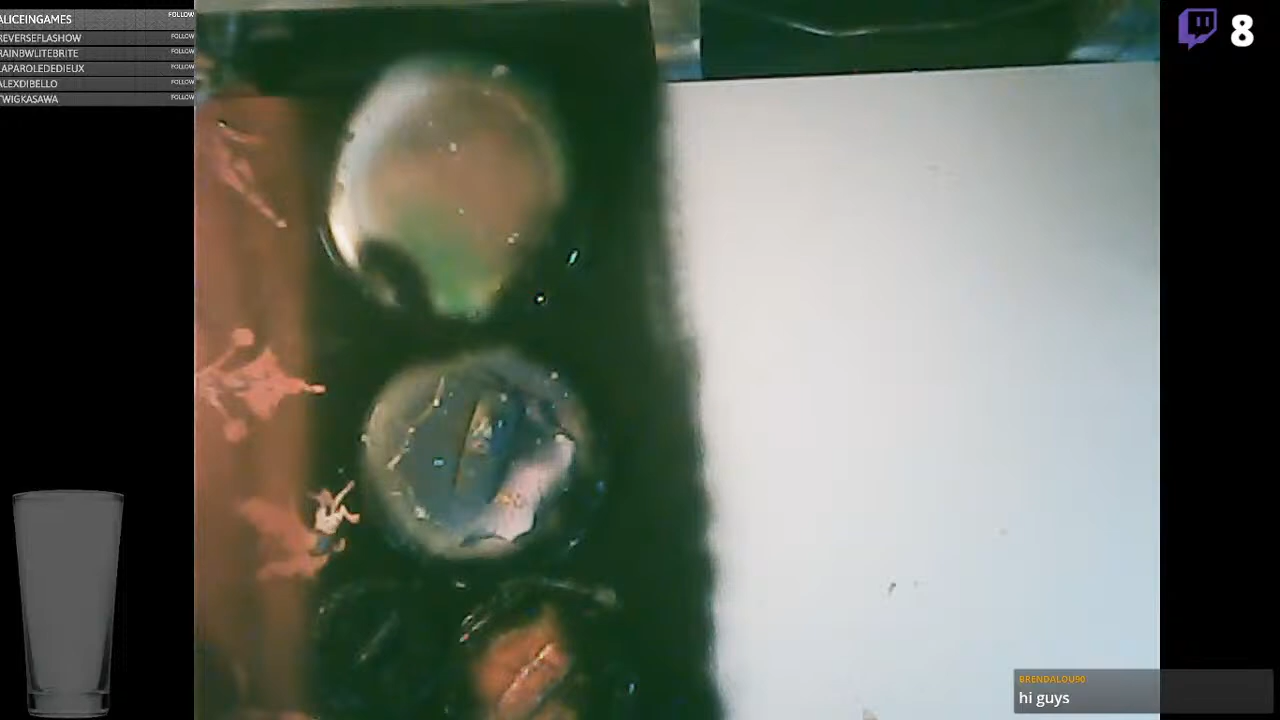 ALICEINGAMES FOLLOW
REVERSEFLASHOW FOLLOW
RAINBWLITEBRITE FOLLOW
LAPAROLEDEDIEUX FOLLOW
ALEXDIBELLO FOLLOW
TWIGKASAWA FOLLOW
8
BRENDALOU90
hi guys